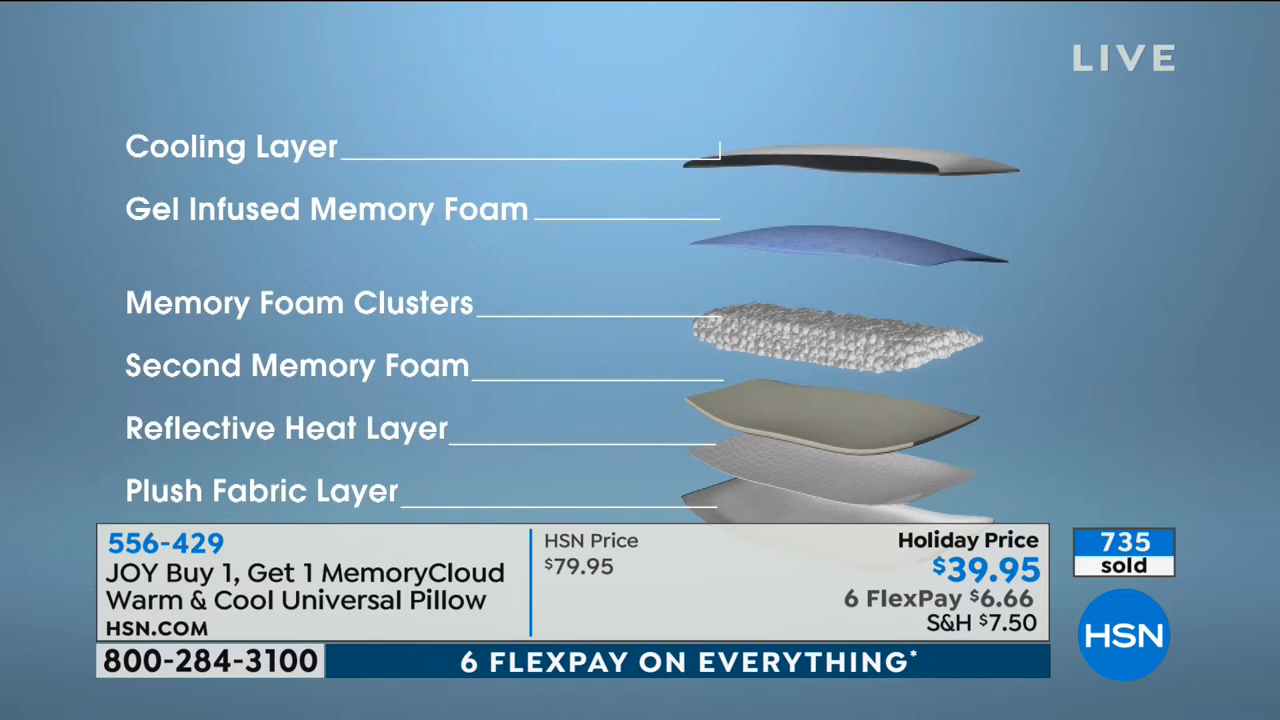 LIVE
Cooling Layer
Gel Infused Memory Foam
Memory Foam Clusters
Second Memory Foam
Reflective Heat Layer
Plush Fabric Layer
556-429
JOY Buy 1, Get 1 MemoryCloud
Warm & Cool Universal Pillow
HSN.COM
HSN Price
$79.95
Holiday Price
$39.95
6 FlexPay $6.66
S&H $7.50
735
sold
HSN
800-284-3100
6 FLEXPAY ON EVERYTHING*